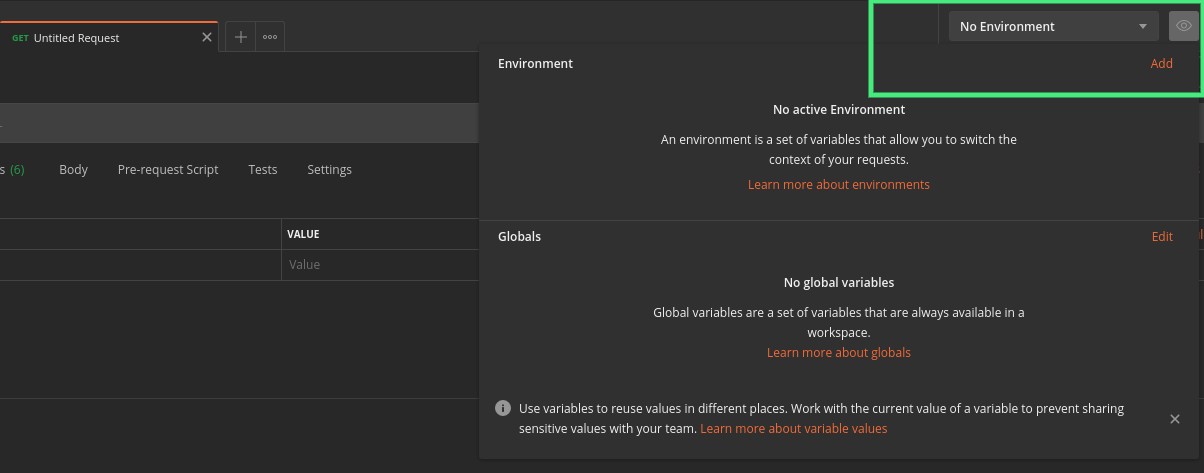 GET Untitled Request
No Environment
Environment
Add
No active Environment
An environment is a set of variables that allow you to switch the
context of your requests.
Learn more about environments
s (6) Body Pre-request Script Tests Settings
VALUE
Value
Globals
Edit
No global variables
Global variables are a set of variables that are always available in a
workspace.
Learn more about globals
Use variables to reuse values in different places. Work with the current value of a variable to prevent sharing
sensitive values with your team. Learn more about variable values